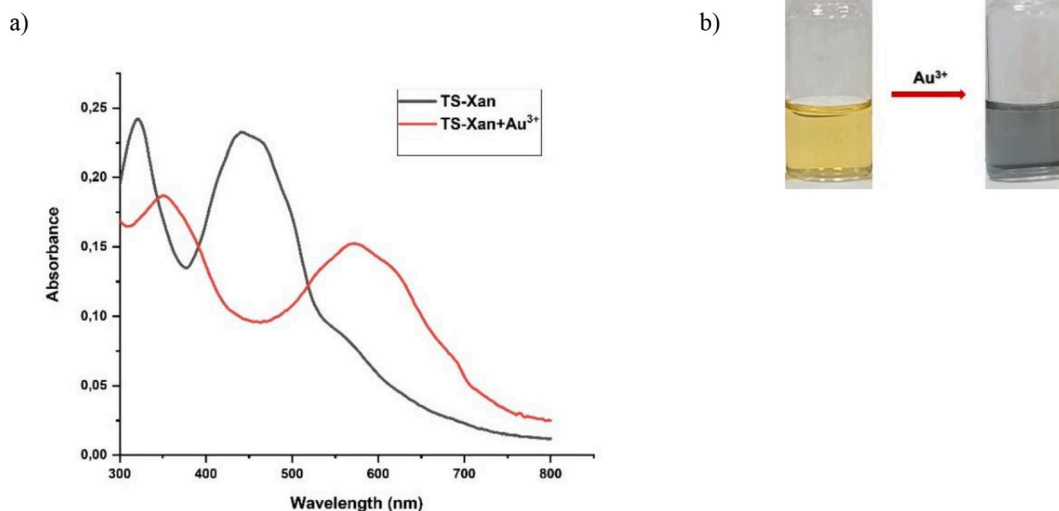 a)
b)
Au³⁺
TS-Xan
TS-Xan+Au³⁺
Absorbance
0,25
0,20
0,15
0,10
0,05
0,00
300 400 500 600 700 800
Wavelength (nm)